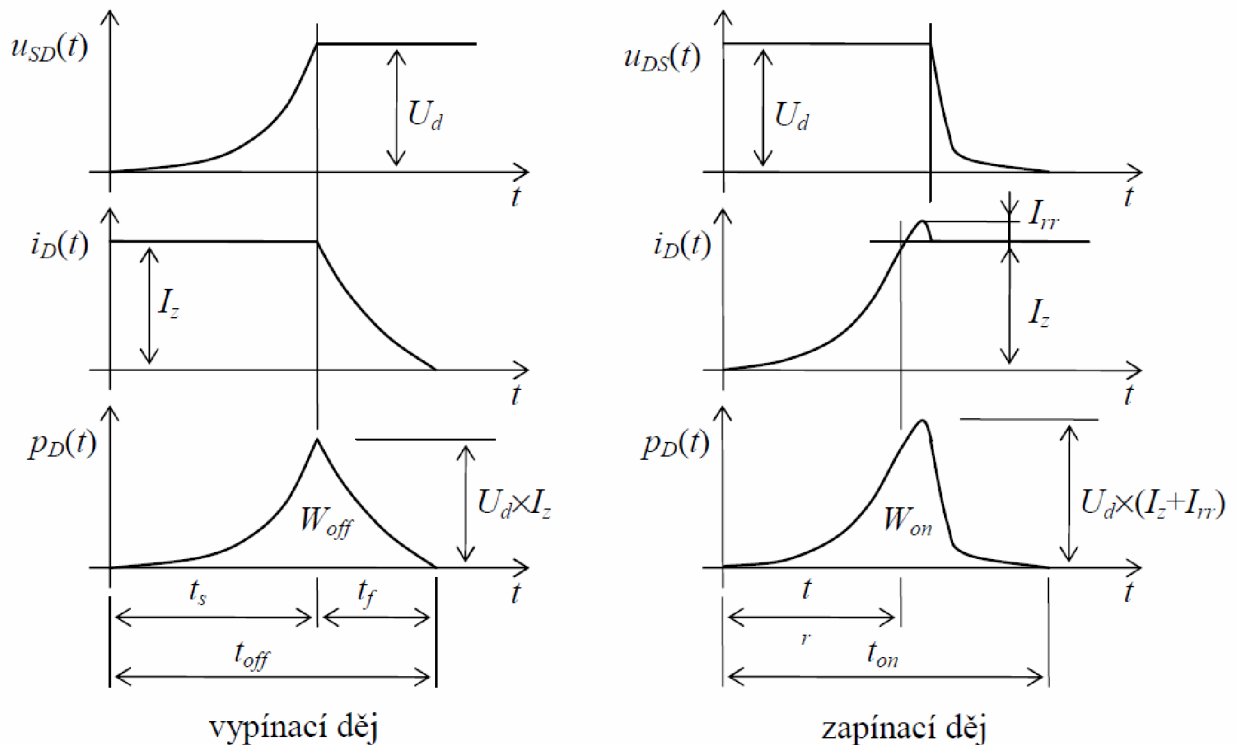 u_SD(t)
U_d
t
i_D(t)
I_z
t
p_D(t)
W_off
U_d×I_z
t
t_s
t_f
t_off
vypínací děj
u_DS(t)
U_d
t
I_rr
i_D(t)
I_z
t
p_D(t)
W_on
U_d×(I_z+I_rr)
t
t
r
t_on
zapínací děj